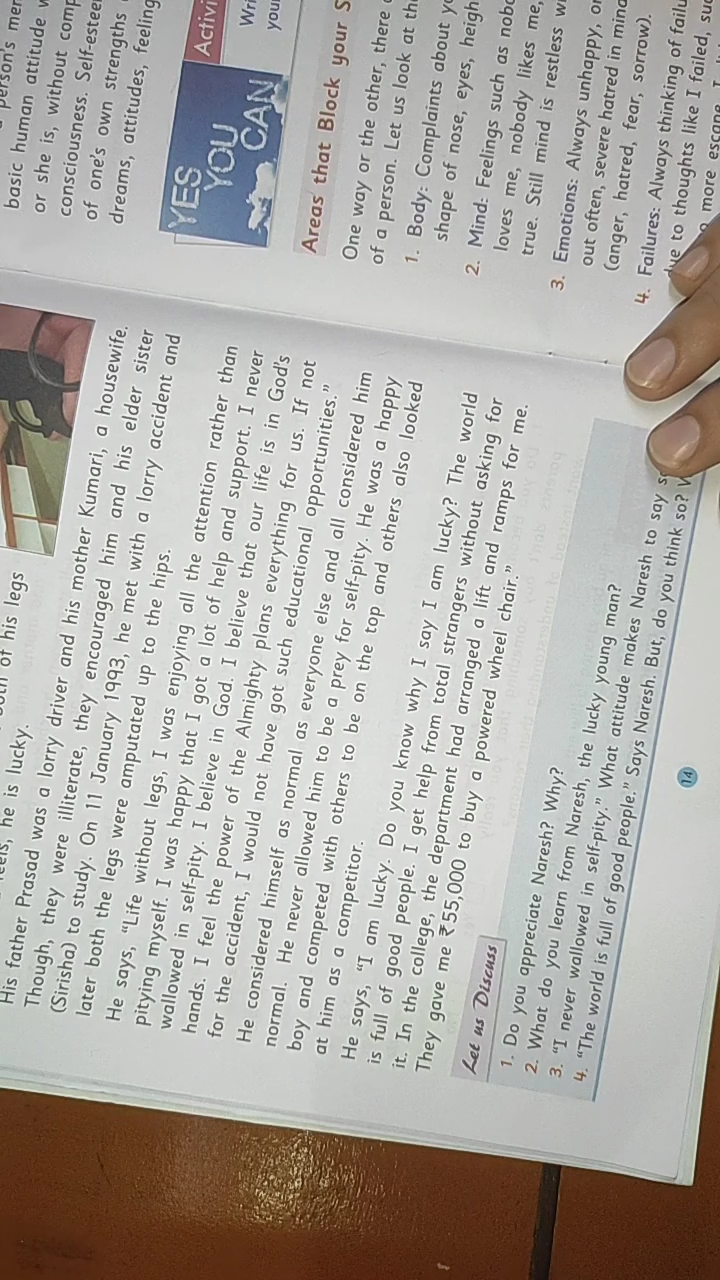 of his legs
he is lucky.
His father Prasad was a lorry driver and his mother Kumari, a housewife.
Though, they were illiterate, they encouraged him and his elder sister
(Sirisha) to study. On 11 January 1993, he met with a lorry accident and
later both the legs were amputated up to the hips.
He says, “Life without legs, I was enjoying all the attention rather than
pitying myself, I was happy that I got a lot of help and support. I never
wallowed in self-pity. I believe in God. I believe that our life is in God's
hands. I feel the power of the Almighty plans everything for us. If not
for the accident, I would not have got such educational opportunities.”
He considered himself as normal as everyone else and all considered him
normal. He never allowed him to be a prey for self-pity. He was a happy
boy and competed with others to be on the top and others also looked
at him as a competitor.
He says, “I am lucky. Do you know why I say I am lucky? The world
is full of good people. I get help from total strangers without asking for
it. In the college, the department had arranged a lift and ramps for me.
They gave me ₹55,000 to buy a powered wheel chair.”
Let us Discuss
1. Do you appreciate Naresh? Why?
2. What do you learn from Naresh, the lucky young man?
3. “I never wallowed in self-pity.” What attitude makes Naresh to say
4. “The world is full of good people.” Says Naresh. But, do you think so?
14
person's
basic human attitude
or she is, without
consciousness.
of one's own strengths
dreams, attitudes,
YES
YOU
CAN
Areas that Block your
One way or the other, there
of a person. Let us look at
1. Body: Complaints about
shape of nose, eyes,
2. Mind: Feelings such as
loves me, nobody likes me,
true. Still mind is restless
3. Emotions: Always unhappy,
out often, severe hatred in
(anger, hatred, fear, sorrow).
4. Failures: Always thinking of
to thoughts like I failed,
more